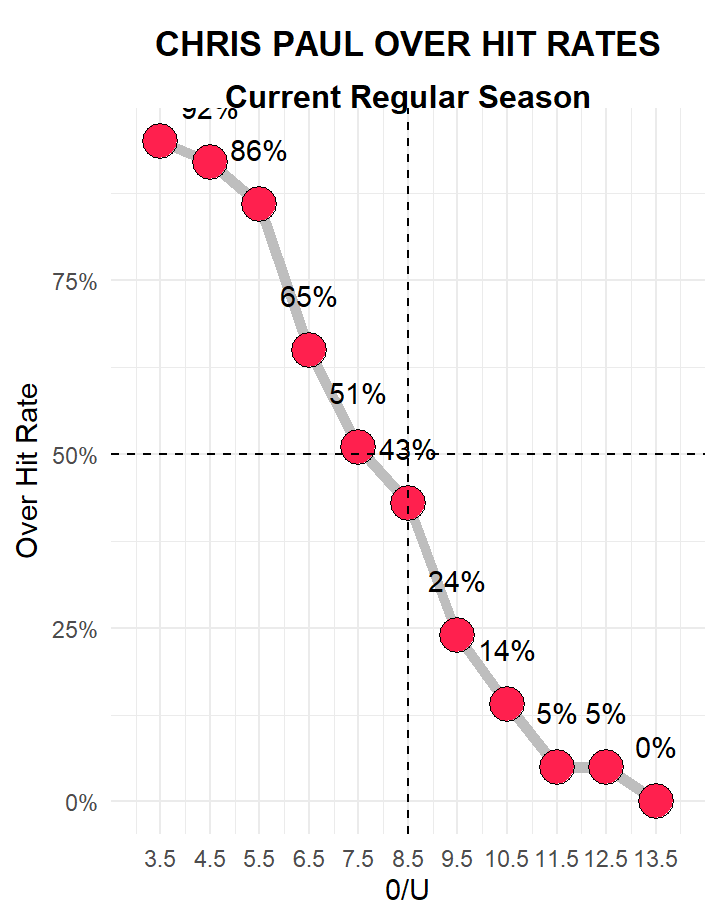 CHRIS PAUL OVER HIT RATES
Current Regular Season
92%
86%
75%
65%
51%
50%
43%
24%
25%
14%
5% 5%
0%
0%
Over Hit Rate
3.5 4.5 5.5 6.5 7.5 8.5 9.5 10.5 11.5 12.5 13.5
0/U